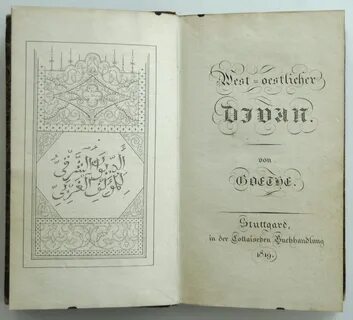 الديوان الشرقي
للمؤلف الغربي
West-oestlicher
DIVAN.
von
GOETHE.
Stuttgard,
in der Cottaischen Buchhandlung
1819.